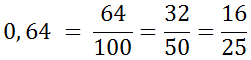 0,64 = 64/100 = 32/50 = 16/25